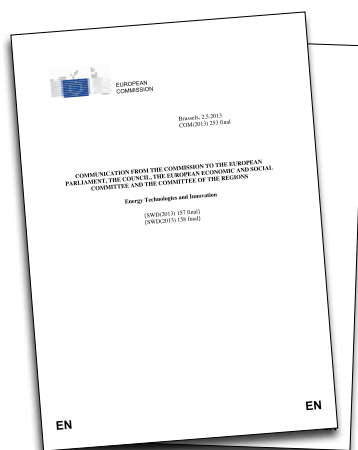 EUROPEAN
COMMISSION
Brussels, 2.5.2013
COM(2013) 253 final
COMMUNICATION FROM THE COMMISSION TO THE EUROPEAN
PARLIAMENT, THE COUNCIL, THE EUROPEAN ECONOMIC AND SOCIAL
COMMITTEE AND THE COMMITTEE OF THE REGIONS
Energy Technologies and Innovation
{SWD(2013) 157 final}
{SWD(2013) 158 final}
EN
EN